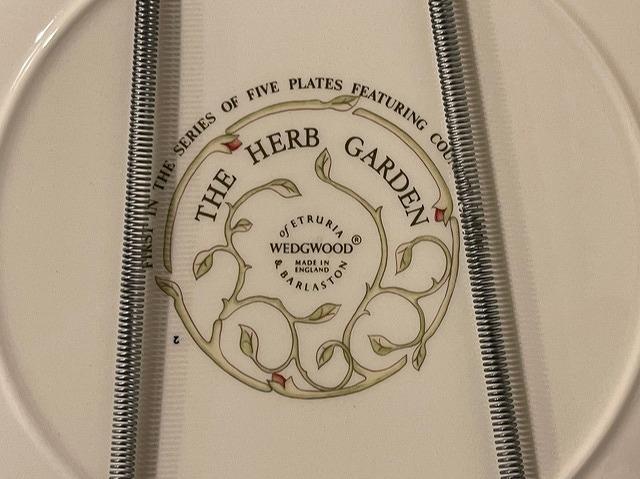 FIRST IN THE SERIES OF FIVE PLATES FEATURING
THE HERB GARDEN
of ETRURIA
WEDGWOOD®
MADE IN
ENGLAND
& BARLASTON
2